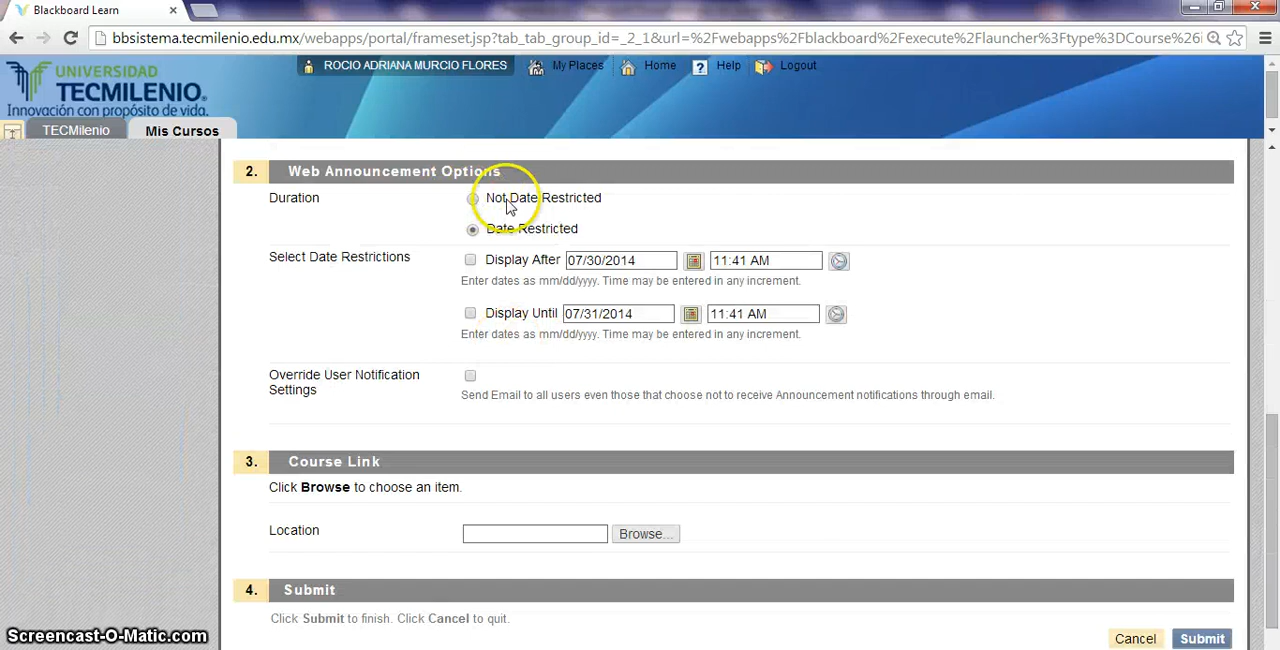 Blackboard Learn
bbsistema.tecmilenio.edu.mx/webapps/portal/frameset.jsp?tab_tab_group_id=_2_1&url=%2Fwebapps%2Fblackboard%2Fexecute%2Flauncher%3Ftype%3DCourse%26i
UNIVERSIDAD
TECMILENIO
Innovación con propósito de vida.
ROCIO ADRIANA MURCIO FLORES My Places Home Help Logout
TECMilenio Mis Cursos
2. Web Announcement Options
Duration Not Date Restricted
Date Restricted
Select Date Restrictions Display After 07/30/2014 11:41 AM
Enter dates as mm/dd/yyyy. Time may be entered in any increment.
Display Until 07/31/2014 11:41 AM
Enter dates as mm/dd/yyyy. Time may be entered in any increment.
Override User Notification
Settings
Send Email to all users even those that choose not to receive Announcement notifications through email.
3. Course Link
Click Browse to choose an item.
Location Browse...
4. Submit
Click Submit to finish. Click Cancel to quit.
Cancel Submit
Screencast-O-Matic.com